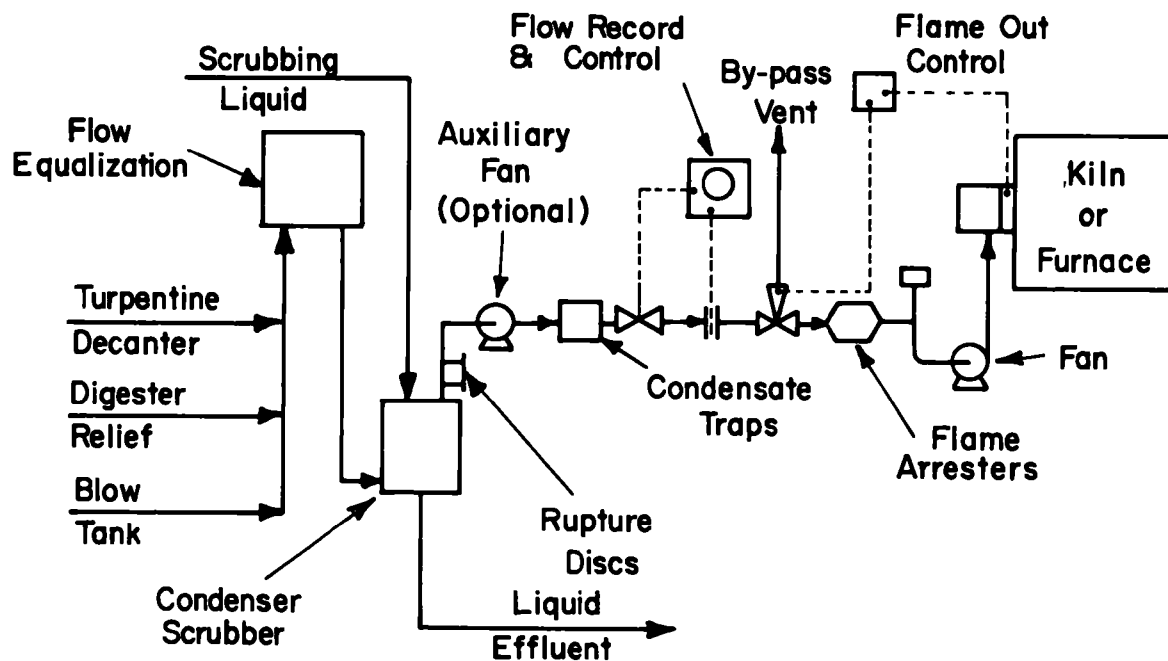 Flow Record
& Control
Flame Out
Control
By-pass
Vent
Scrubbing
Liquid
Flow
Equalization
Auxiliary
Fan
(Optional)
Kiln
or
Furnace
Turpentine
Decanter
Digester
Relief
Blow
Tank
Condensate
Traps
Fan
Flame
Arresters
Rupture
Discs
Condenser
Scrubber
Liquid
Effluent